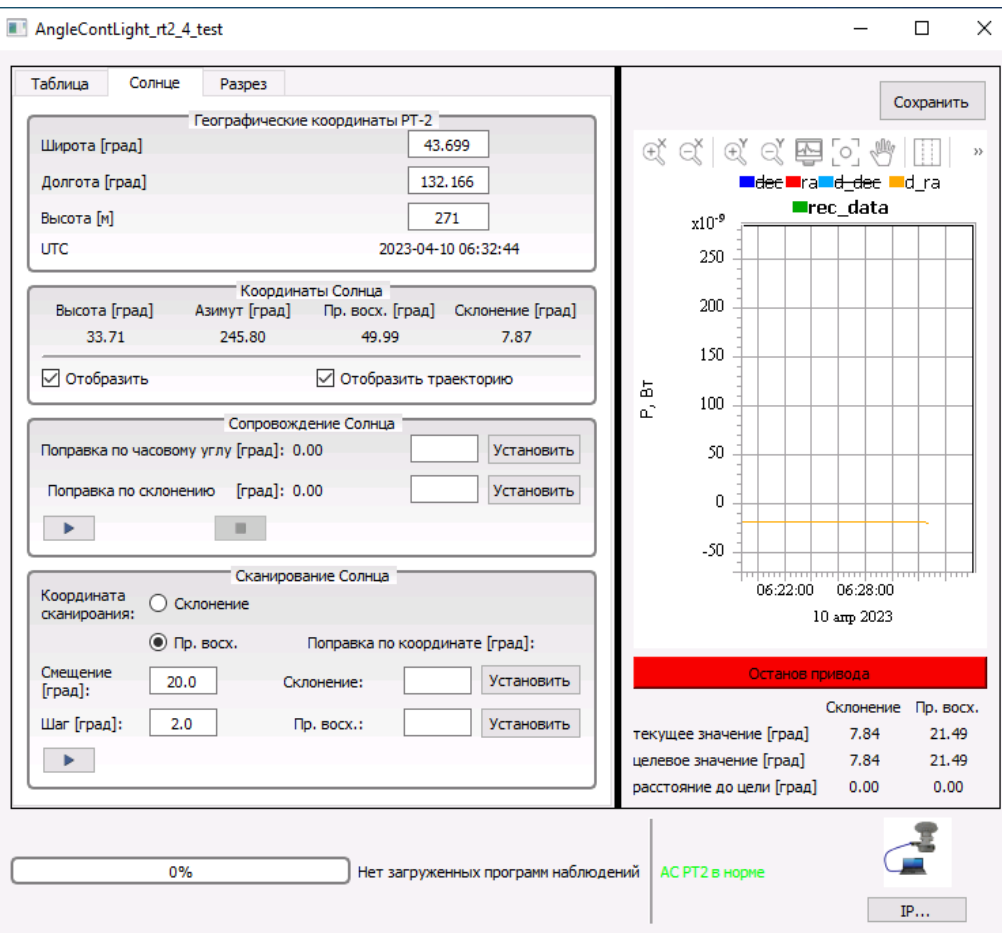 AngleContLight_rt2_4_test
Таблица Солнце Разрез
Географические координаты РТ-2
Широта [град] 43.699
Долгота [град] 132.166
Высота [м] 271
UTC 2023-04-10 06:32:44
Координаты Солнца
Высота [град] Азимут [град] Пр. восх. [град] Склонение [град]
33.71 245.80 49.99 7.87
Отобразить Отобразить траекторию
Сопровождение Солнца
Поправка по часовому углу [град]: 0.00 Установить
Поправка по склонению [град]: 0.00 Установить
Сканирование Солнца
Координата
сканироания:
Склонение
Пр. восх. Поправка по координате [град]:
Смещение
[град]:
20.0 Склонение: Установить
Шаг [град]: 2.0 Пр. восх.: Установить
Сохранить
X X Y Y »
dec ra d_dec d_ra
rec_data
x10-9
250
200
150
100
50
0
-50
P, Вт
06:22:00 06:28:00
10 апр 2023
Останов привода
Склонение Пр. восх.
текущее значение [град] 7.84 21.49
целевое значение [град] 7.84 21.49
расстояние до цели [град] 0.00 0.00
0% Нет загруженных программ наблюдений
АС РТ2 в норме
IP...